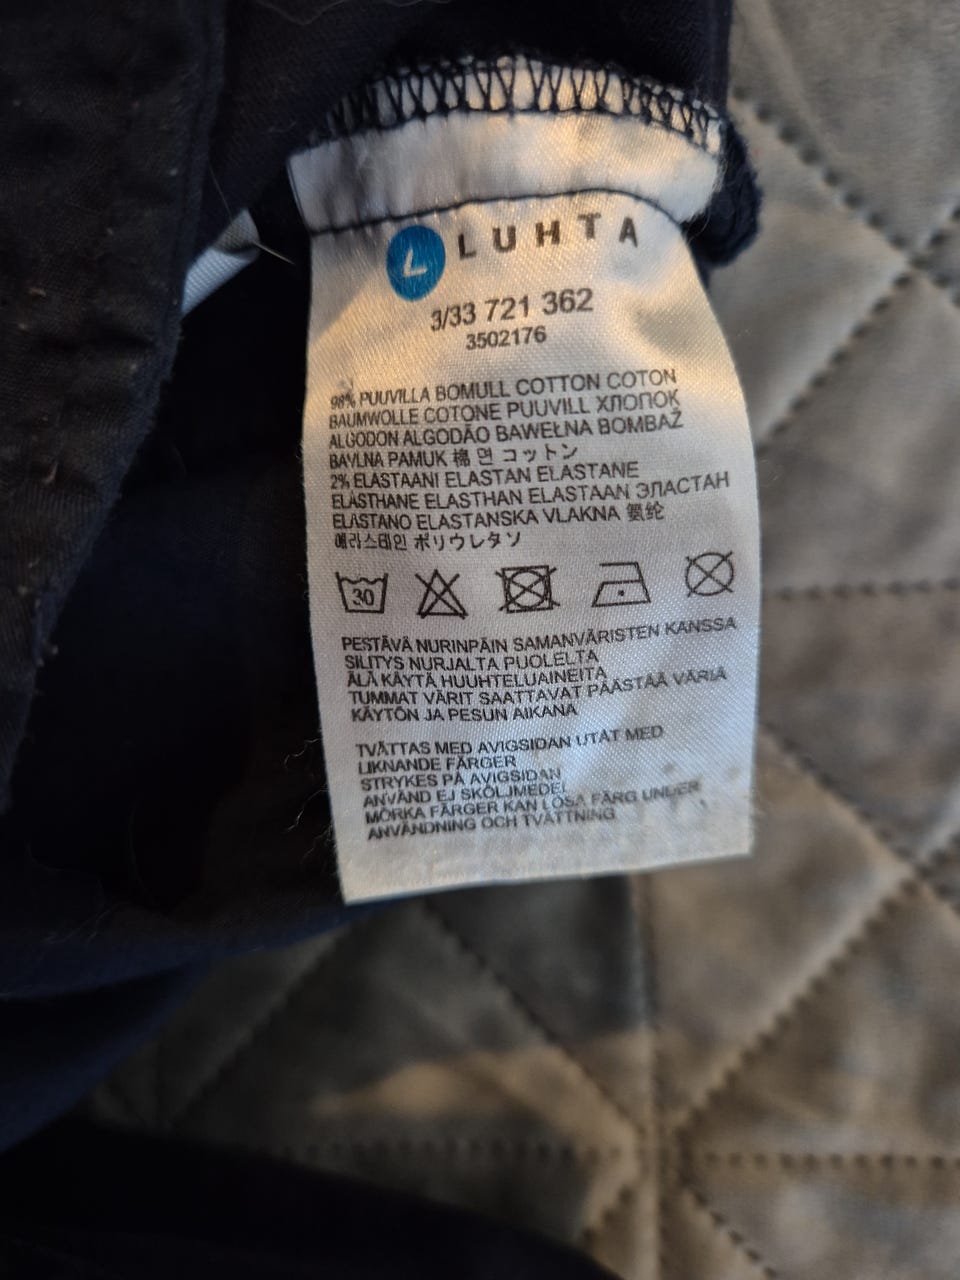 L LUHTA
3/33 721 362
3502176
98% PUUVILLA BOMULL COTTON COTON
BAUMWOLLE COTONE PUUVILL ХЛОПОК
ALGODON ALGODÃO BAWEŁNA BOMBAŽ
BAVLNA PAMUK 棉 면 コットン
2% ELASTAANI ELASTAN ELASTANE
ELASTHANE ELASTHAN ELASTAAN ЭЛАСТАН
ELASTANO ELASTANSKA VLAKNA 氨纶
에라스테인 ポリウレタソ
30
PESTÄVÄ NURINPÄIN SAMANVÄRISTEN KANSSA
SILITYS NURJALTA PUOLELTA
ÄLÄ KÄYTÄ HUUHTELUAINEITA
TUMMAT VÄRIT SAATTAVAT PÄÄSTÄÄ VÄRIÄ
KÄYTÖN JA PESUN AIKANA
TVÄTTAS MED AVIGSIDAN UTÅT MED
LIKNANDE FÄRGER
STRYKES PÅ AVIGSIDAN
ANVÄND EJ SKÖLJMEDEL
MÖRKA FÄRGER KAN LÖSA FÄRG UNDER
ANVÄNDNING OCH TVÄTTNING